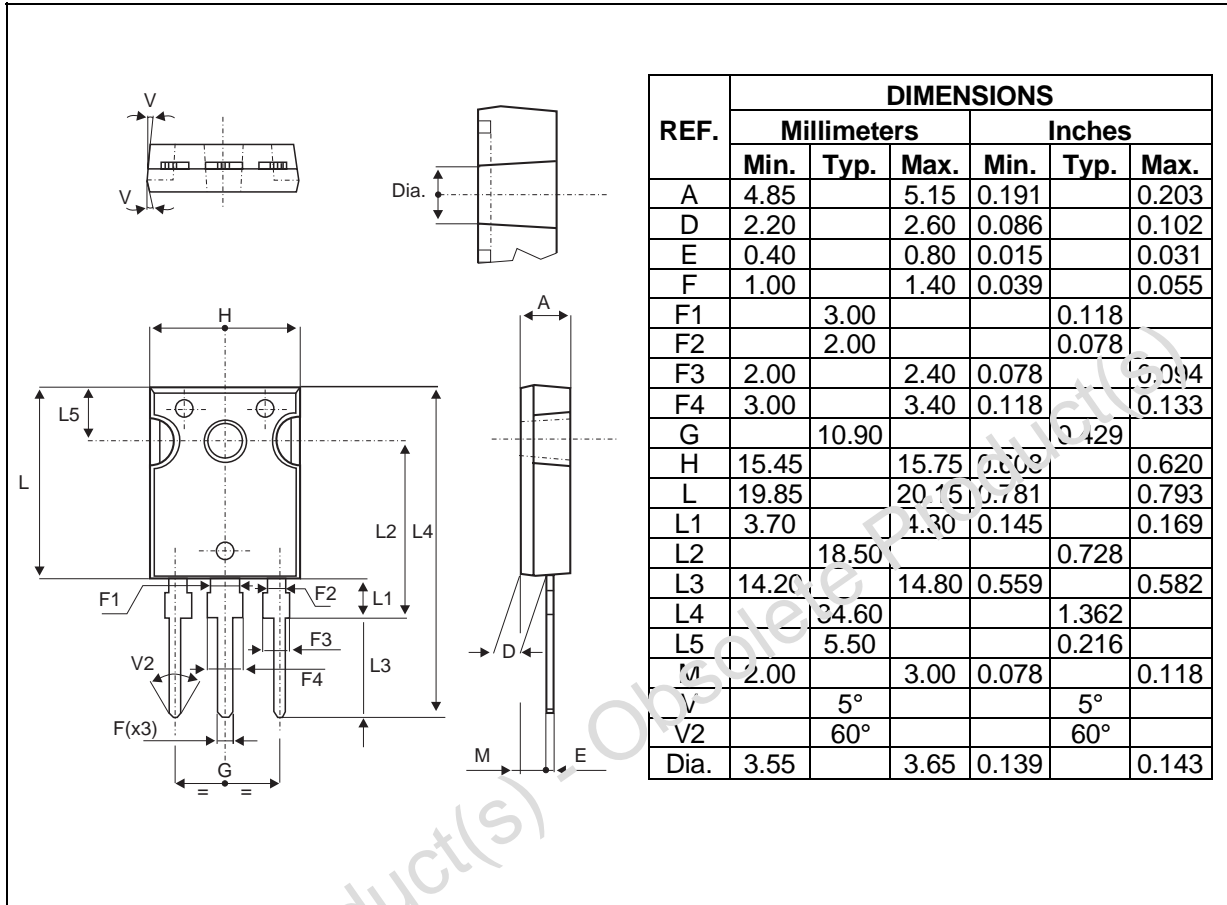 V
V
Dia.
H
A
L5
L
L2
L4
F1
F2
L1
F3
D
V2
L3
F4
F(x3)
M
E
G
= =
REF. DIMENSIONS
Millimeters Inches
Min. Typ. Max. Min. Typ. Max.
A 4.85 5.15 0.191 0.203
D 2.20 2.60 0.086 0.102
E 0.40 0.80 0.015 0.031
F 1.00 1.40 0.039 0.055
F1 3.00 0.118
F2 2.00 0.078
F3 2.00 2.40 0.078 0.094
F4 3.00 3.40 0.118 0.133
G 10.90 0.429
H 15.45 15.75 0.608 0.620
L 19.85 20.15 0.781 0.793
L1 3.70 4.30 0.145 0.169
L2 18.50 0.728
L3 14.20 14.80 0.559 0.582
L4 34.60 1.362
L5 5.50 0.216
M 2.00 3.00 0.078 0.118
V 5° 5°
V2 60° 60°
Dia. 3.55 3.65 0.139 0.143
duct(s) - Obsolete Product(s)